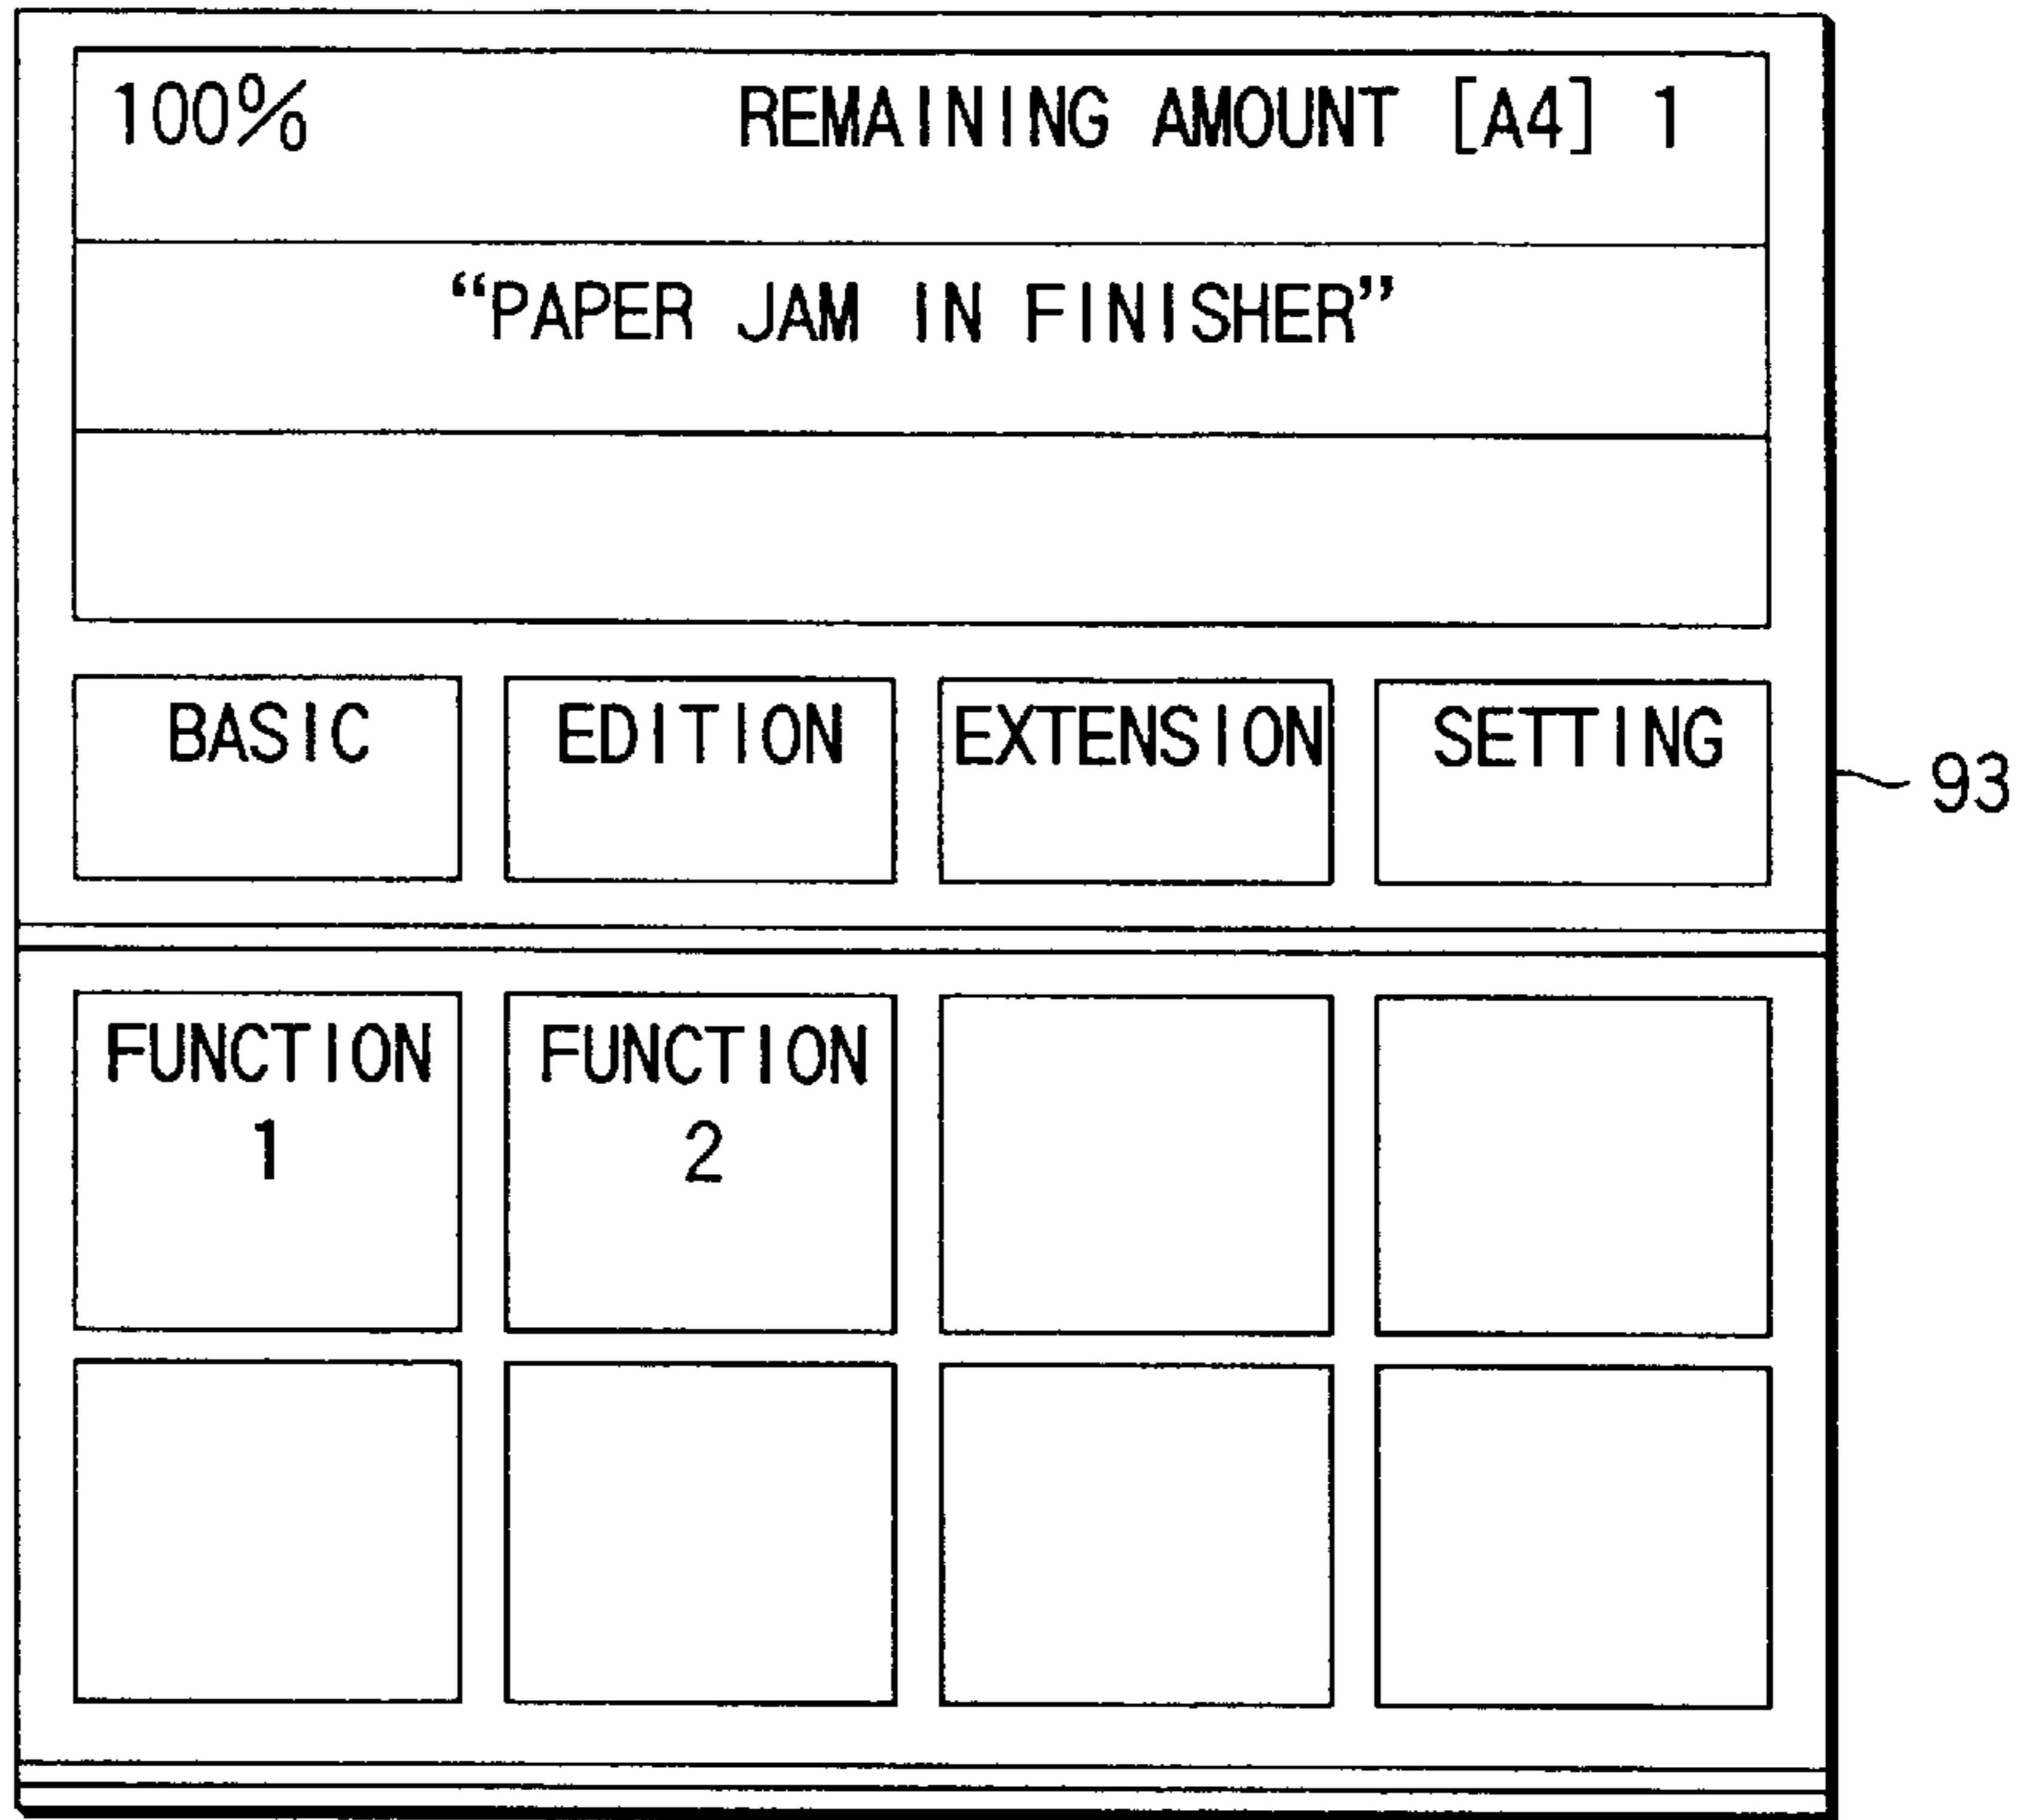 100% REMAINING AMOUNT [A4] 1
“PAPER JAM IN FINISHER”
BASIC EDITION EXTENSION SETTING
93
FUNCTION FUNCTION
1 2